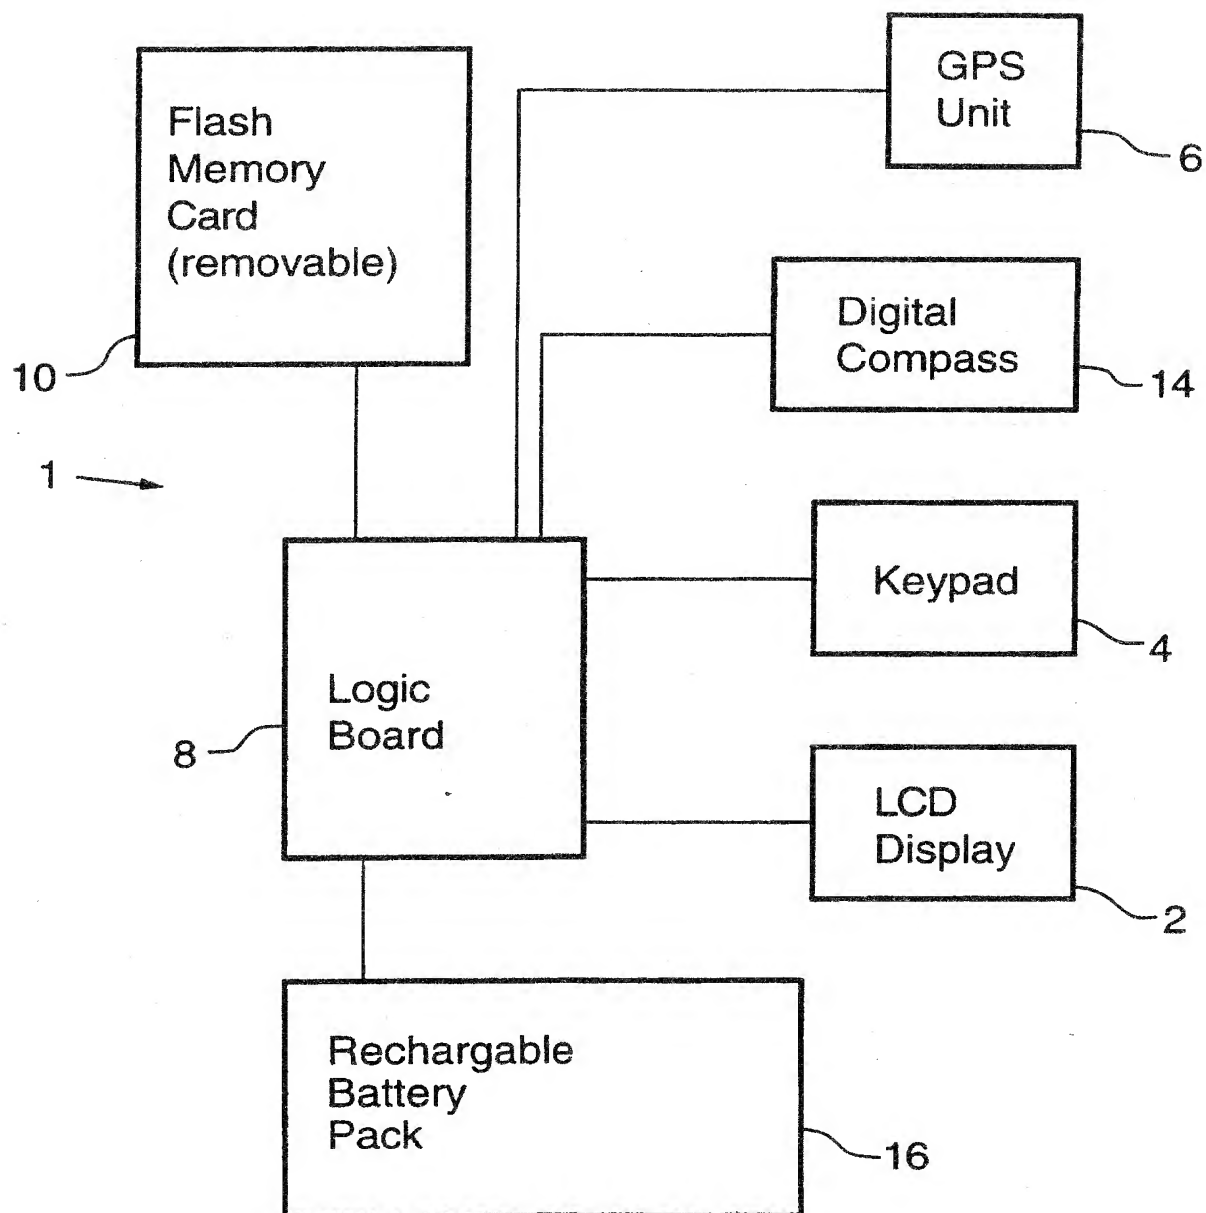 Flash
Memory
Card
(removable)
10
GPS
Unit
6
Digital
Compass
14
1
Keypad
4
Logic
Board
8
LCD
Display
2
Rechargable
Battery
Pack
16